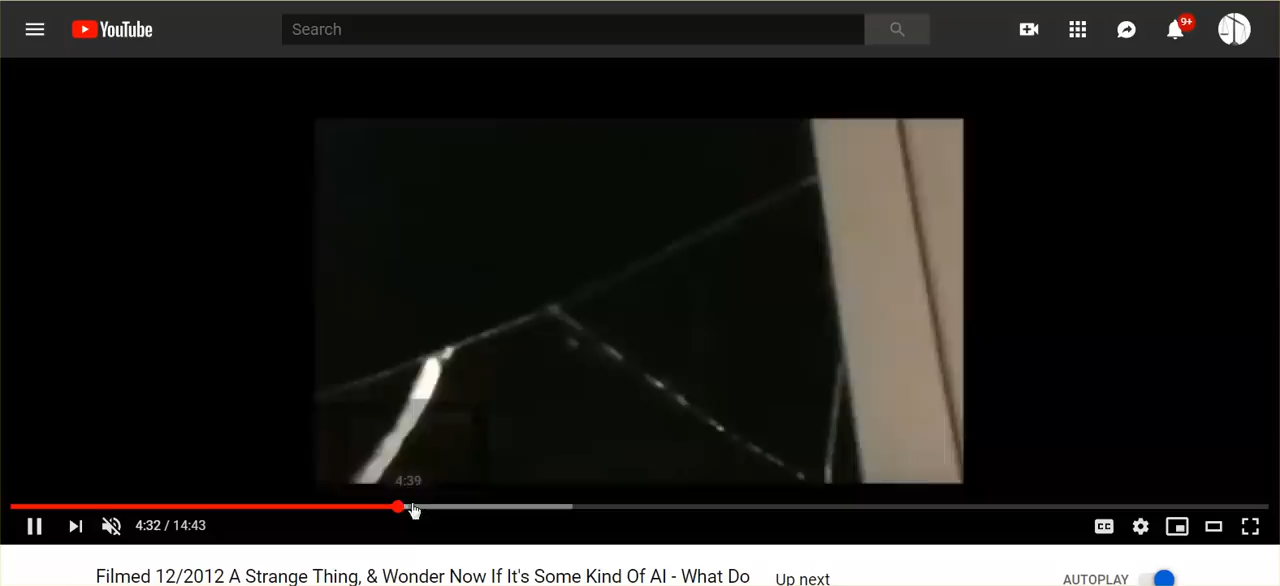 YouTube Search 9+
4:39
4:32 / 14:43 CC
Filmed 12/2012 A Strange Thing, & Wonder Now If It's Some Kind Of AI - What Do Up next AUTOPLAY